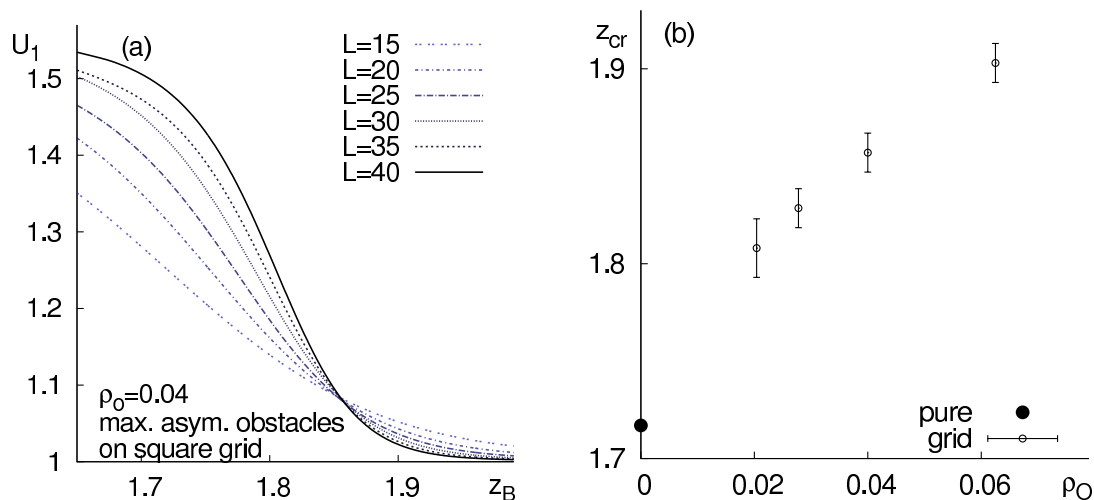 U1
(a)
1.5
1.4
1.3
1.2
1.1
1
1.7
1.8
1.9
zB
L=15
L=20
L=25
L=30
L=35
L=40
ρo=0.04
max. asym. obstacles
on square grid
zcr
(b)
1.9
1.8
1.7
0
0.02
0.04
0.06
ρO
pure
grid